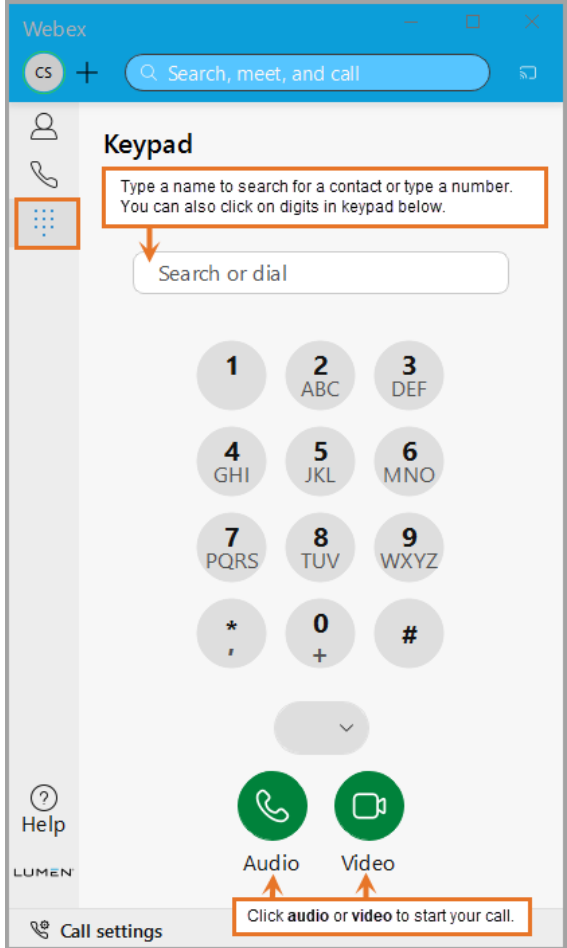 Webex
CS
Search, meet, and call
Keypad
Type a name to search for a contact or type a number.
You can also click on digits in keypad below.
Search or dial
1 2 3
ABC DEF
4 5 6
GHI JKL MNO
7 8 9
PQRS TUV WXYZ
* 0 #
, +
Help
Audio Video
LUMEN
Click audio or video to start your call.
Call settings